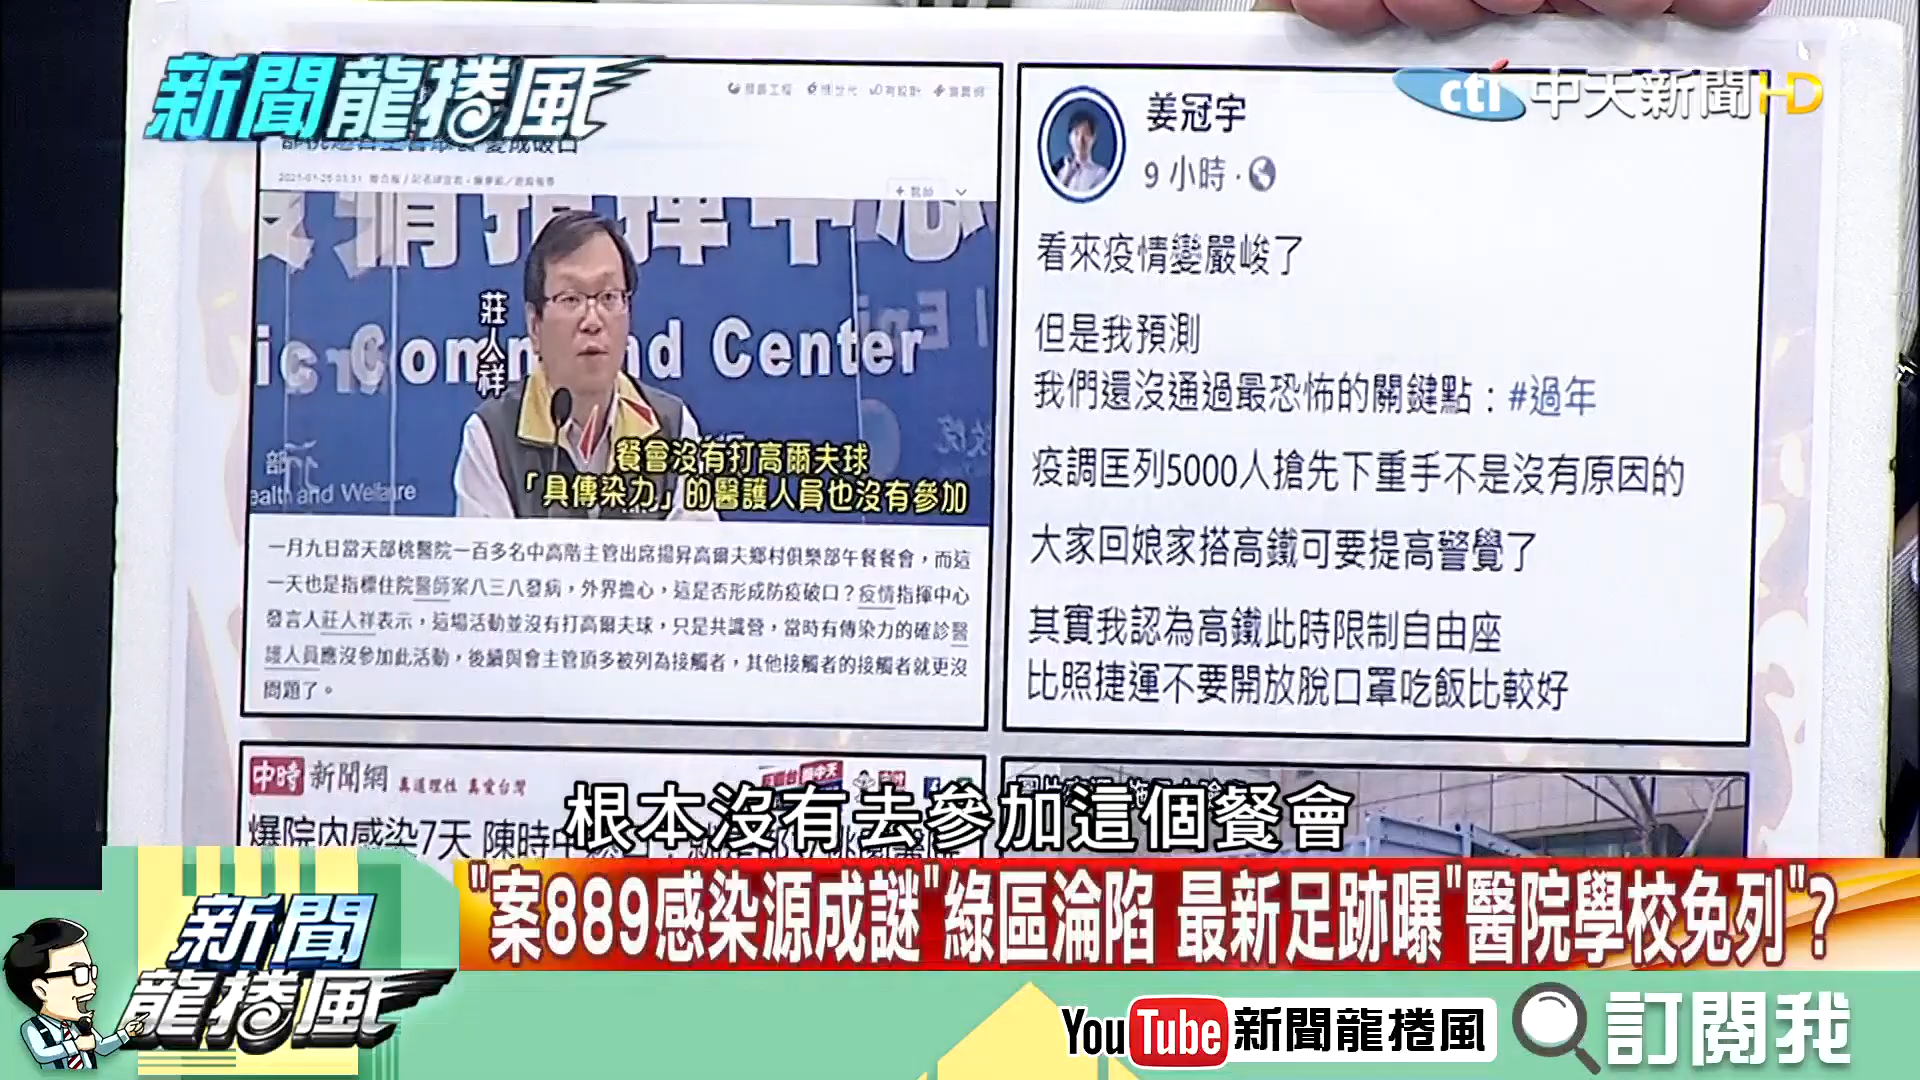 新聞龍捲風
cti 中天新聞HD
莊人祥
Command Center
Health and Welfare
餐會沒有打高爾夫球
「具傳染力」的醫護人員也沒有參加
一月九日當天部桃醫院一百多名中高階主管出席揚昇高爾夫鄉村俱樂部午餐餐會，而這
一天也是指標住院醫師案八三八發病，外界擔心，這是否形成防疫破口？疫情指揮中心
發言人莊人祥表示，這場活動並沒有打高爾夫球，只是共識營，當時有傳染力的確診醫
護人員應沒參加此活動，後續與會主管頂多被列為接觸者，其他接觸者的接觸者就更沒
問題了。
姜冠宇
9 小時·
看來疫情變嚴峻了
但是我預測
我們還沒通過最恐怖的關鍵點：#過年
疫調匡列5000人搶先下重手不是沒有原因的
大家回娘家搭高鐵可要提高警覺了
其實我認為高鐵此時限制自由座
比照捷運不要開放脫口罩吃飯比較好
中時新聞網 真道理性 真愛台灣
爆院內感染7天 陳時中
根本沒有去參加這個餐會
"案889感染源成謎"綠區淪陷 最新足跡曝"醫院學校免列"?
新聞
龍捲風
YouTube 新聞龍捲風
訂閱我